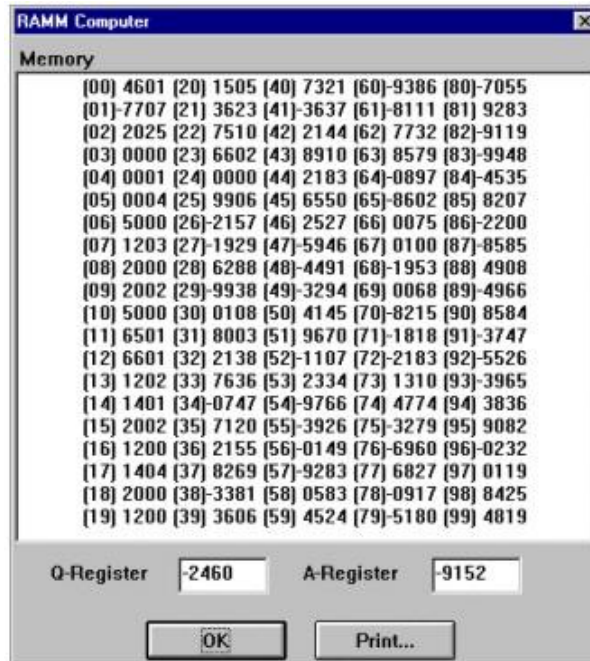 RAMM Computer
Memory
(00) 4601 (20) 1505 (40) 7321 (60)-9386 (80)-7055
(01)-7707 (21) 3623 (41)-3637 (61)-8111 (81) 9283
(02) 2025 (22) 7510 (42) 2144 (62) 7732 (82)-9119
(03) 0000 (23) 6602 (43) 8910 (63) 8579 (83)-9948
(04) 0001 (24) 0000 (44) 2183 (64)-0897 (84)-4535
(05) 0004 (25) 9906 (45) 6550 (65)-8602 (85) 8207
(06) 5000 (26)-2157 (46) 2527 (66) 0075 (86)-2200
(07) 1203 (27)-1929 (47)-5946 (67) 0100 (87)-8585
(08) 2000 (28) 6288 (48)-4491 (68)-1953 (88) 4908
(09) 2002 (29)-9938 (49)-3294 (69) 0068 (89)-4966
(10) 5000 (30) 0108 (50) 4145 (70)-8215 (90) 8584
(11) 6501 (31) 8003 (51) 9670 (71)-1818 (91)-3747
(12) 6601 (32) 2138 (52)-1107 (72)-2183 (92)-5526
(13) 1202 (33) 7636 (53) 2334 (73) 1310 (93)-3965
(14) 1401 (34)-0747 (54)-9766 (74) 4774 (94) 3836
(15) 2002 (35) 7120 (55)-3926 (75)-3279 (95) 9082
(16) 1200 (36) 2155 (56)-0149 (76)-6960 (96)-0232
(17) 1404 (37) 8269 (57)-9283 (77) 6827 (97) 0119
(18) 2000 (38)-3381 (58) 0583 (78)-0917 (98) 8425
(19) 1200 (39) 3606 (59) 4524 (79)-5180 (99) 4819
Q-Register -2460 A-Register -9152
OK Print...